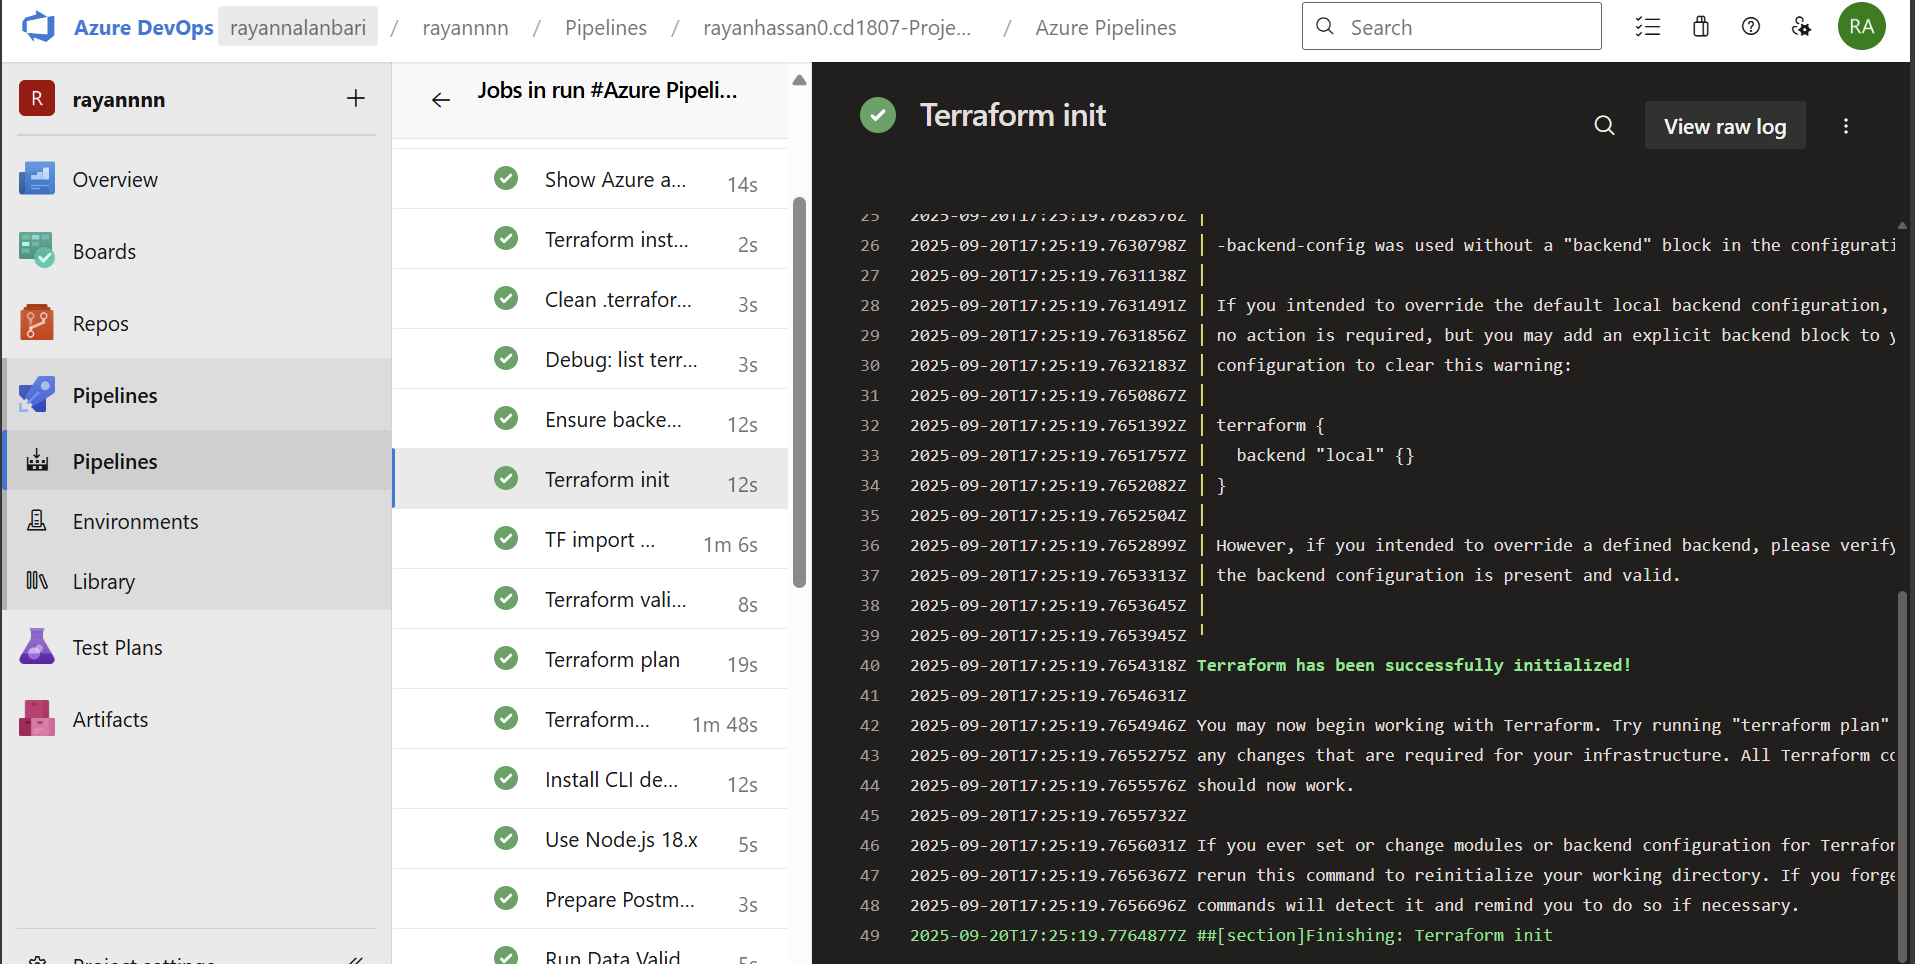 Azure DevOps rayannalanbari / rayannnn / Pipelines / rayanhassan0.cd1807-Proje... / Azure Pipelines
Search
RA
R rayannnn
Overview
Boards
Repos
Pipelines
Pipelines
Environments
Library
Test Plans
Artifacts
Jobs in run #Azure Pipeli...
Show Azure a... 14s
Terraform inst... 2s
Clean .terrafor... 3s
Debug: list terr... 3s
Ensure backe... 12s
Terraform init 12s
TF import ... 1m 6s
Terraform vali... 8s
Terraform plan 19s
Terraform... 1m 48s
Install CLI de... 12s
Use Node.js 18.x 5s
Prepare Postm... 3s
Run Data Valid 5s
Terraform init
View raw log
25 2025-09-20T17:25:19.7628576Z |
26 2025-09-20T17:25:19.7630798Z | -backend-config was used without a "backend" block in the configurati
27 2025-09-20T17:25:19.7631138Z |
28 2025-09-20T17:25:19.7631491Z | If you intended to override the default local backend configuration,
29 2025-09-20T17:25:19.7631856Z | no action is required, but you may add an explicit backend block to y
30 2025-09-20T17:25:19.7632183Z | configuration to clear this warning:
31 2025-09-20T17:25:19.7650867Z |
32 2025-09-20T17:25:19.7651392Z | terraform {
33 2025-09-20T17:25:19.7651757Z | backend "local" {}
34 2025-09-20T17:25:19.7652082Z | }
35 2025-09-20T17:25:19.7652504Z |
36 2025-09-20T17:25:19.7652899Z | However, if you intended to override a defined backend, please verify
37 2025-09-20T17:25:19.7653313Z | the backend configuration is present and valid.
38 2025-09-20T17:25:19.7653645Z |
39 2025-09-20T17:25:19.7653945Z '
40 2025-09-20T17:25:19.7654318Z Terraform has been successfully initialized!
41 2025-09-20T17:25:19.7654631Z
42 2025-09-20T17:25:19.7654946Z You may now begin working with Terraform. Try running "terraform plan"
43 2025-09-20T17:25:19.7655275Z any changes that are required for your infrastructure. All Terraform co
44 2025-09-20T17:25:19.7655576Z should now work.
45 2025-09-20T17:25:19.7655732Z
46 2025-09-20T17:25:19.7656031Z If you ever set or change modules or backend configuration for Terrafor
47 2025-09-20T17:25:19.7656367Z rerun this command to reinitialize your working directory. If you forge
48 2025-09-20T17:25:19.7656696Z commands will detect it and remind you to do so if necessary.
49 2025-09-20T17:25:19.7764877Z ##[section]Finishing: Terraform init
Project settings